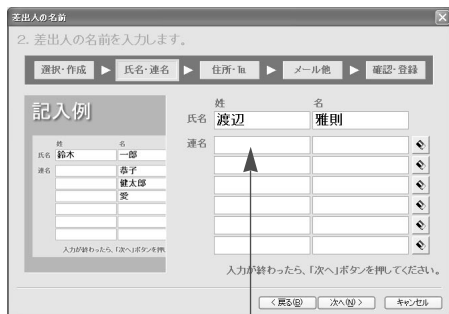 差出人の名前
2. 差出人の名前を入力します。
選択・作成 ▶ 氏名・連名 ▶ 住所・℡ ▶ メール他 ▶ 確認・登録
記入例
姓 名
氏名 鈴木 一郎
連名 恭子
健太郎
愛
入力が終わったら、「次へ」ボタンを押
姓 名
氏名 渡辺 雅則
連名
入力が終わったら、「次へ」ボタンを押してください。
< 戻る(B) 次へ(N) > キャンセル